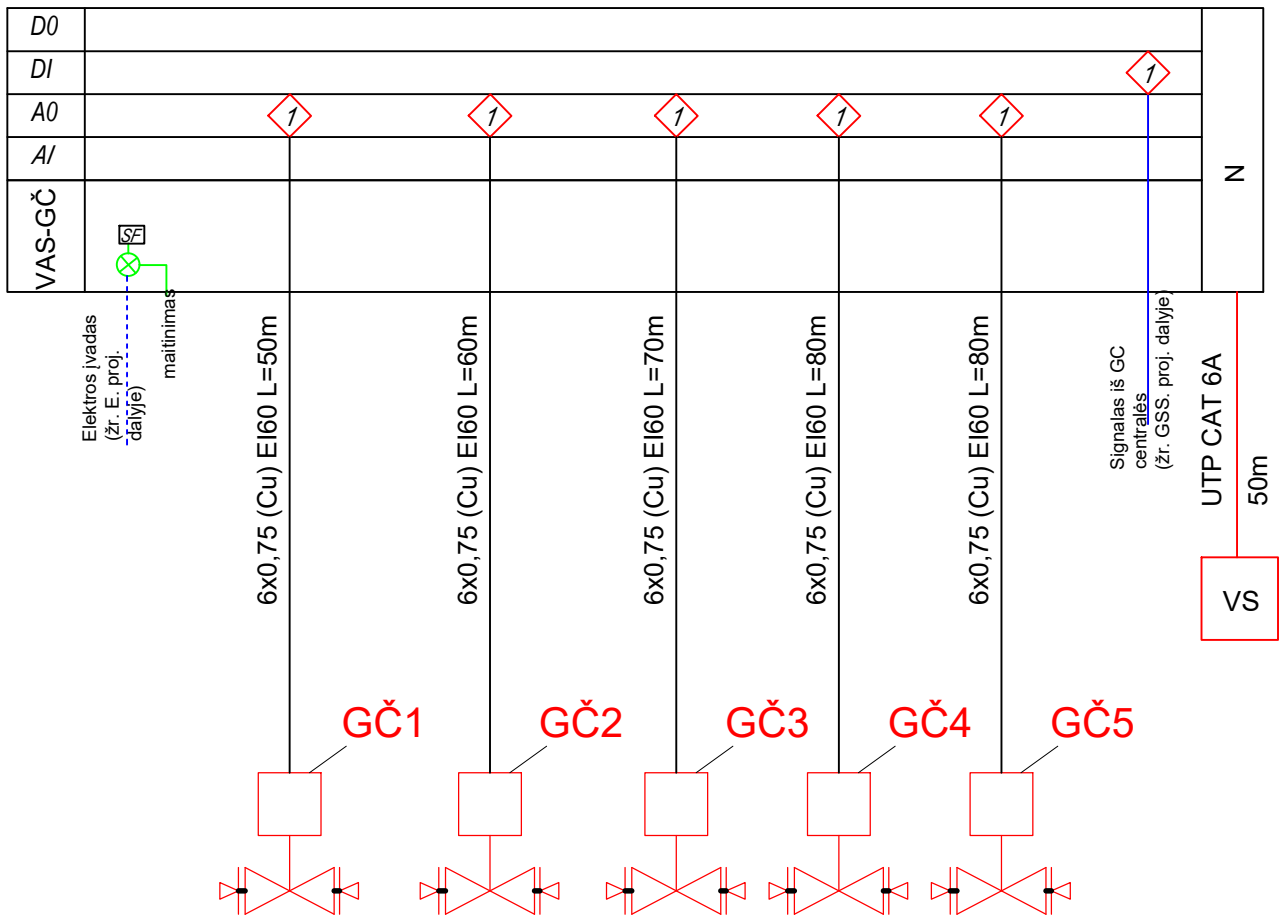 D0
DI
A0
AI
VAS-GČ
N
1
1
1
1
1
1
SF
Elektros įvadas
(žr. E. proj.
dalyje)
maitinimas
6x0,75 (Cu) EI60 L=50m
6x0,75 (Cu) EI60 L=60m
6x0,75 (Cu) EI60 L=70m
6x0,75 (Cu) EI60 L=80m
6x0,75 (Cu) EI60 L=80m
Signalas iš GC
centralės
(žr. GSS. proj. dalyje)
UTP CAT 6A
50m
VS
GČ1
GČ2
GČ3
GČ4
GČ5